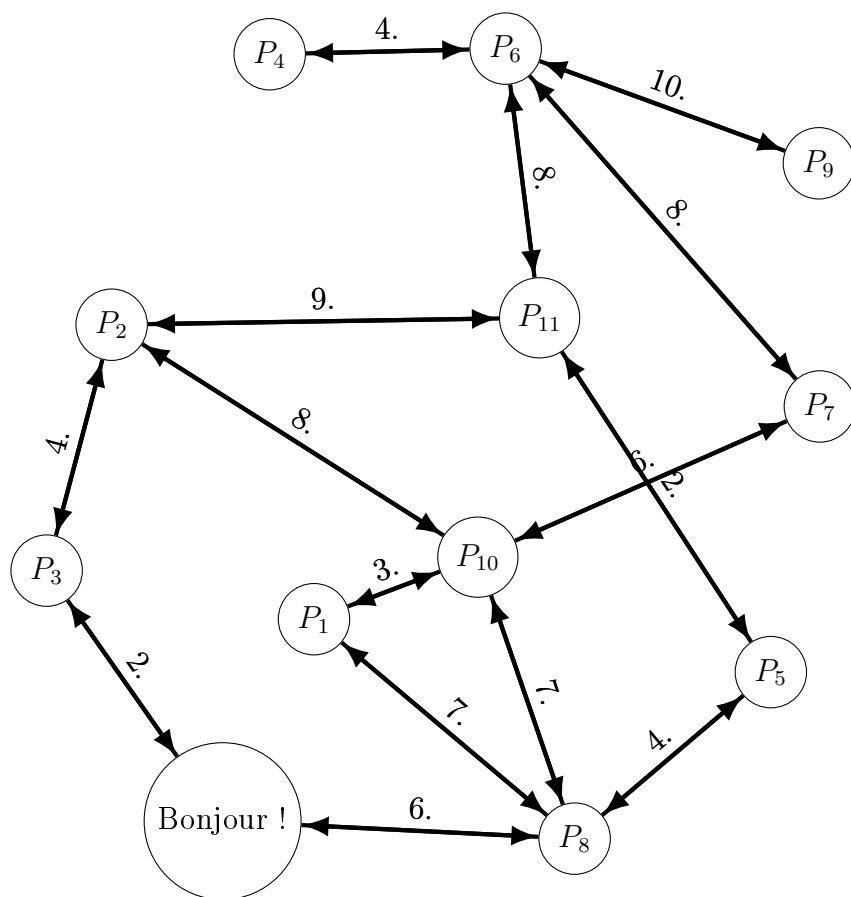 4.
P₄
P₆
10.
P₉
8.
8.
9.
P₂
P₁₁
P₇
8.
4.
6.
2.
P₁₀
P₃
3.
P₁
2.
7.
7.
P₅
4.
Bonjour !
6.
P₈